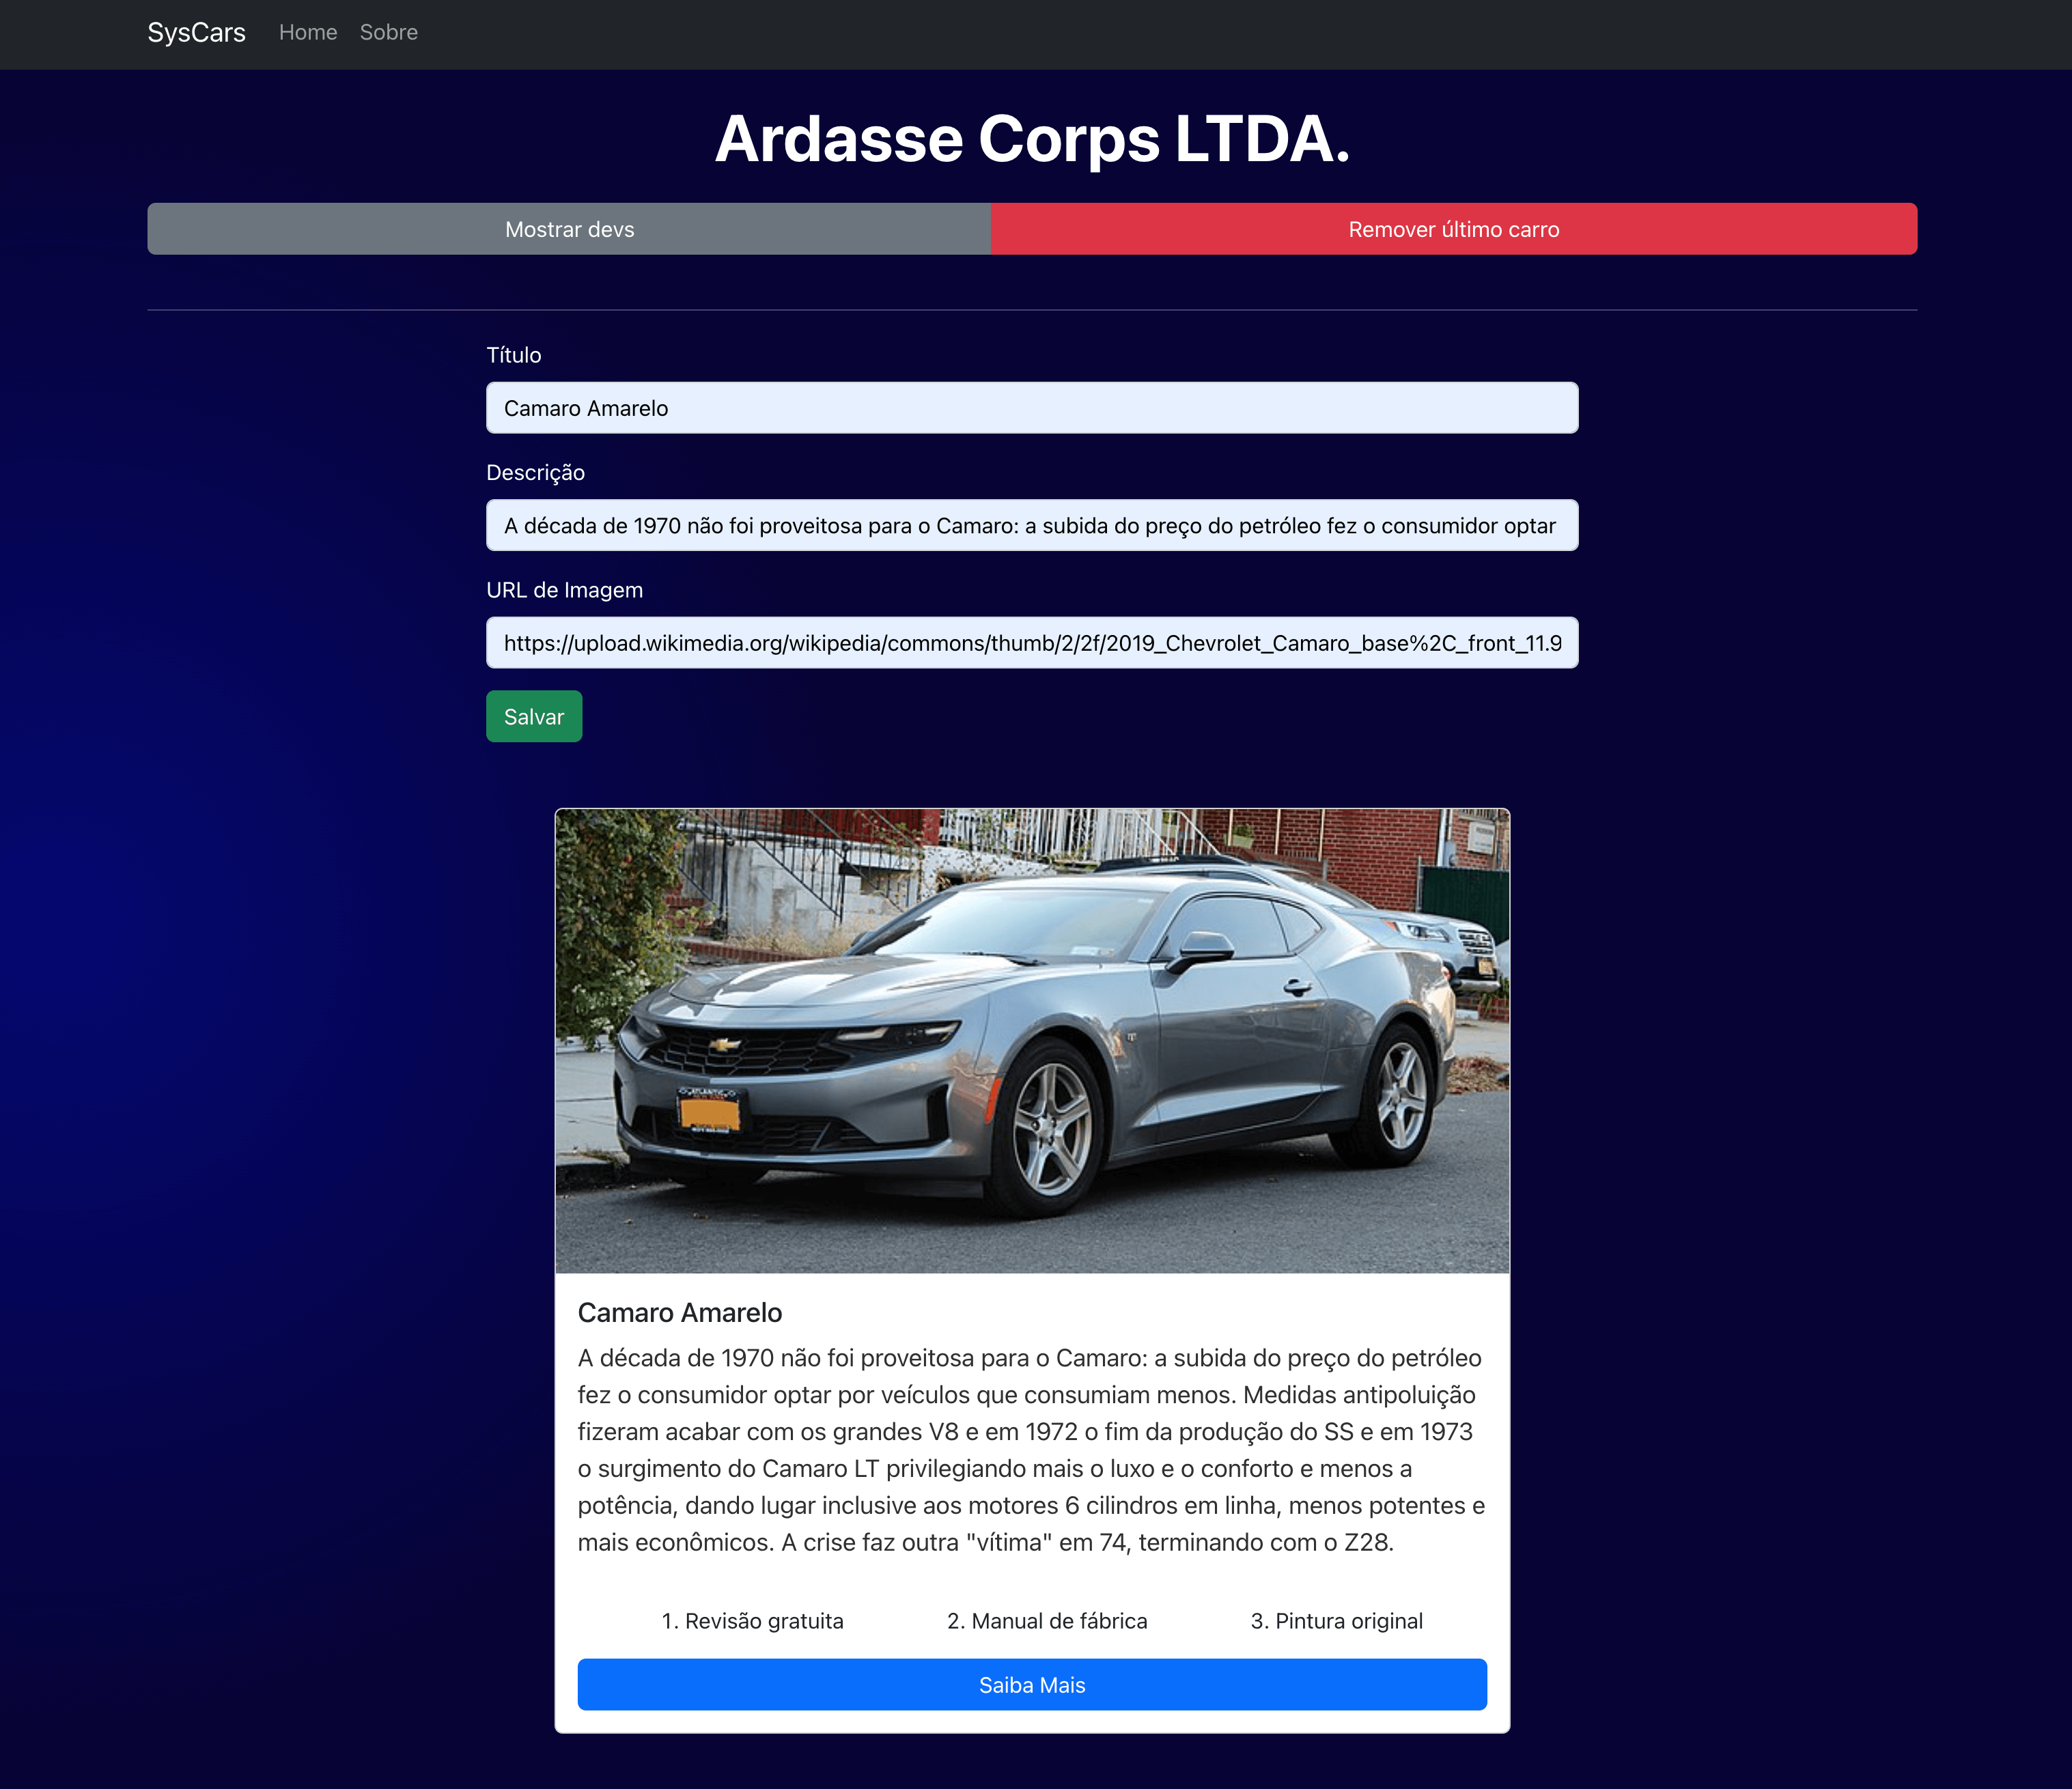 SysCars Home Sobre
Ardasse Corps LTDA.
Mostrar devs Remover último carro
Título
Camaro Amarelo
Descrição
A década de 1970 não foi proveitosa para o Camaro: a subida do preço do petróleo fez o consumidor optar
URL de Imagem
https://upload.wikimedia.org/wikipedia/commons/thumb/2/2f/2019_Chevrolet_Camaro_base%2C_front_11.9
Salvar
Camaro Amarelo
A década de 1970 não foi proveitosa para o Camaro: a subida do preço do petróleo
fez o consumidor optar por veículos que consumiam menos. Medidas antipoluição
fizeram acabar com os grandes V8 e em 1972 o fim da produção do SS e em 1973
o surgimento do Camaro LT privilegiando mais o luxo e o conforto e menos a
potência, dando lugar inclusive aos motores 6 cilindros em linha, menos potentes e
mais econômicos. A crise faz outra "vítima" em 74, terminando com o Z28.
1. Revisão gratuita 2. Manual de fábrica 3. Pintura original
Saiba Mais